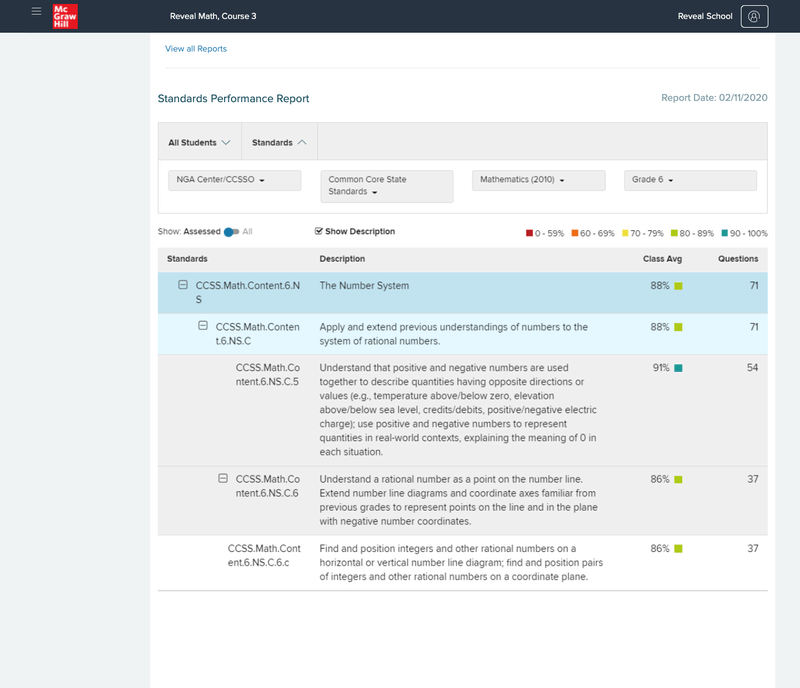 Mc
Graw
Hill
Reveal Math, Course 3
Reveal School
View all Reports
Standards Performance Report
Report Date: 02/11/2020
All Students
Standards
NGA Center/CCSSO
Common Core State
Standards
Mathematics (2010)
Grade 6
Show: Assessed All
Show Description
0 - 59% 60 - 69% 70 - 79% 80 - 89% 90 - 100%
Standards Description Class Avg Questions
CCSS.Math.Content.6.N The Number System 88% 71
S
CCSS.Math.Conten Apply and extend previous understandings of numbers to the 88% 71
t.6.NS.C system of rational numbers.
CCSS.Math.Co Understand that positive and negative numbers are used 91% 54
ntent.6.NS.C.5 together to describe quantities having opposite directions or
values (e.g., temperature above/below zero, elevation
above/below sea level, credits/debits, positive/negative electric
charge); use positive and negative numbers to represent
quantities in real-world contexts, explaining the meaning of 0 in
each situation.
CCSS.Math.Co Understand a rational number as a point on the number line. 86% 37
ntent.6.NS.C.6 Extend number line diagrams and coordinate axes familiar from
previous grades to represent points on the line and in the plane
with negative number coordinates.
CCSS.Math.Cont Find and position integers and other rational numbers on a 86% 37
ent.6.NS.C.6.c horizontal or vertical number line diagram; find and position pairs
of integers and other rational numbers on a coordinate plane.